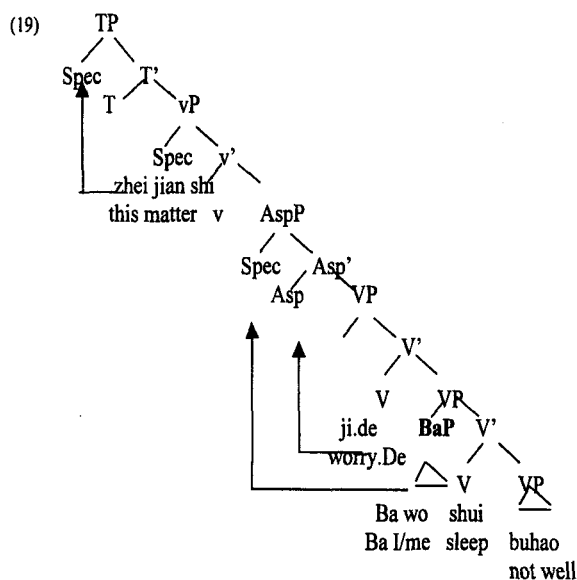 (19) TP
Spec T'
T vP
Spec v'
zhei jian shi
this matter v AspP
Spec Asp'
Asp VP
V'
V VP
ji.de BaP V'
worry.De
V VP
Ba wo shui
Ba I/me sleep buhao
not well